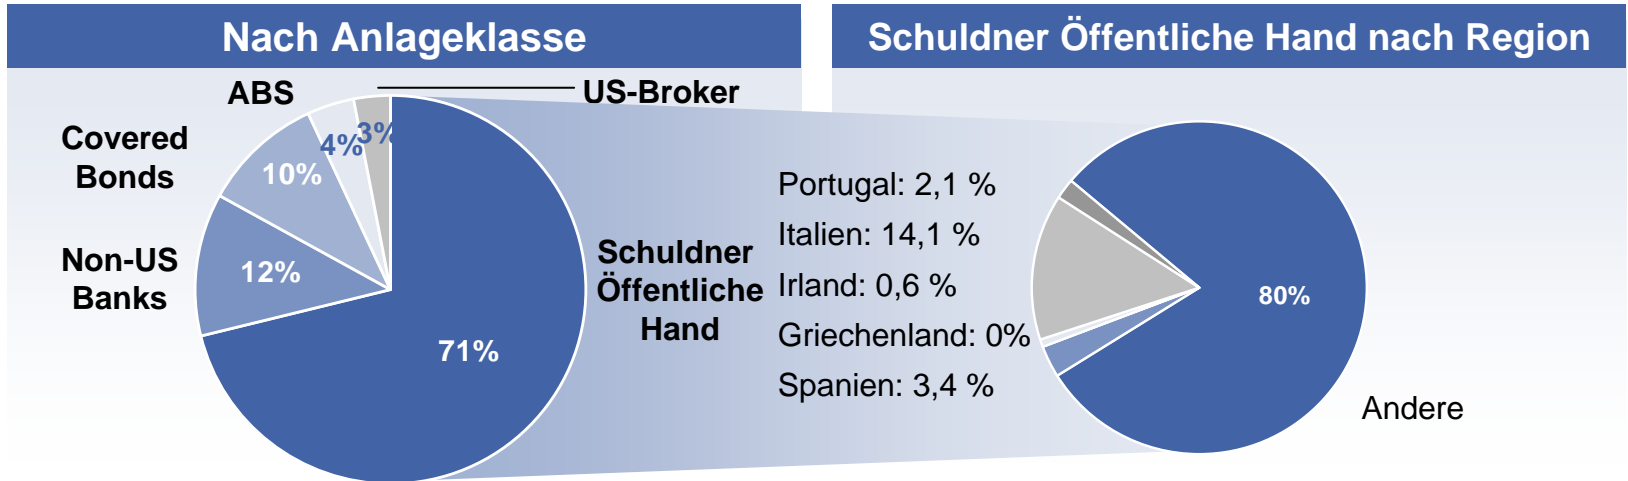 Nach Anlageklasse
ABS
US-Broker
Covered
Bonds
Non-US
Banks
3%
4%
10%
12%
71%
Schuldner
Öffentliche
Hand
Schuldner Öffentliche Hand nach Region
Portugal: 2,1 %
Italien: 14,1 %
Irland: 0,6 %
Griechenland: 0%
Spanien: 3,4 %
80%
Andere